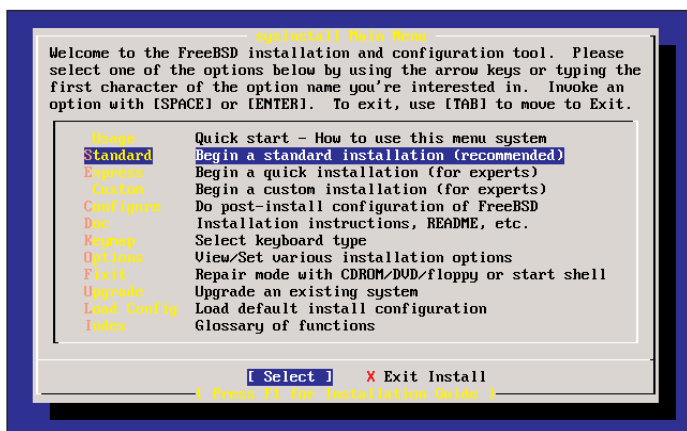 sysinstall Main Menu
Welcome to the FreeBSD installation and configuration tool.  Please
select one of the options below by using the arrow keys or typing the
first character of the option name you're interested in.  Invoke an
option with [SPACE] or [ENTER].  To exit, use [TAB] to move to Exit.
Usage Quick start - How to use this menu system
Standard Begin a standard installation (recommended)
Express Begin a quick installation (for experts)
Custom Begin a custom installation (for experts)
Configure Do post-install configuration of FreeBSD
Doc Installation instructions, README, etc.
Keymap Select keyboard type
Options View/Set various installation options
Fixit Repair mode with CDROM/DVD/floppy or start shell
Upgrade Upgrade an existing system
Load Config Load default install configuration
Index Glossary of functions
[ Select ] X Exit Install
[ Press F1 for Installation Guide ]